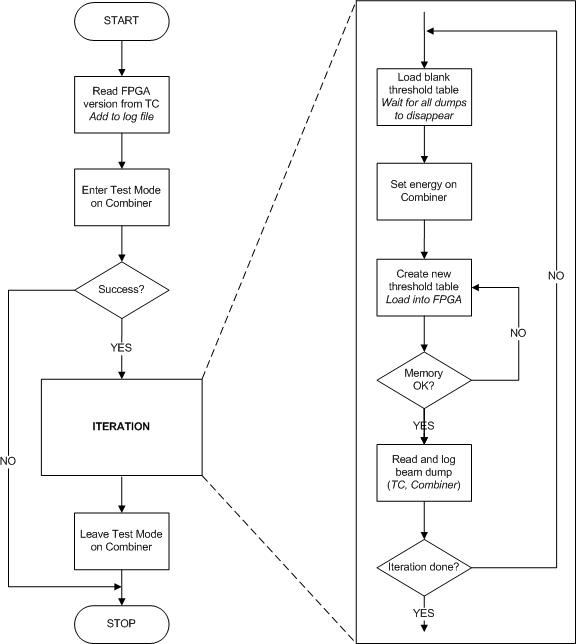 START
Read FPGA
version from TC
Add to log file
Enter Test Mode
on Combiner
Success?
YES
ITERATION
NO
Leave Test Mode
on Combiner
STOP
Load blank
threshold table
Wait for all dumps
to disappear
Set energy on
Combiner
Create new
threshold table
Load into FPGA
NO
NO
Memory
OK?
YES
Read and log
beam dump
(TC, Combiner)
Iteration done?
YES